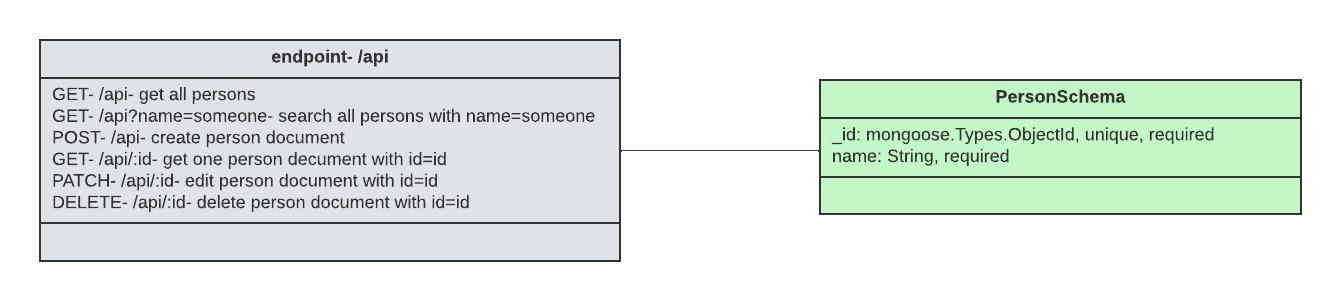 endpoint- /api
GET- /api- get all persons
GET- /api?name=someone- search all persons with name=someone
POST- /api- create person document
GET- /api/:id- get one person decument with id=id
PATCH- /api/:id- edit person document with id=id
DELETE- /api/:id- delete person document with id=id
PersonSchema
_id: mongoose.Types.ObjectId, unique, required
name: String, required